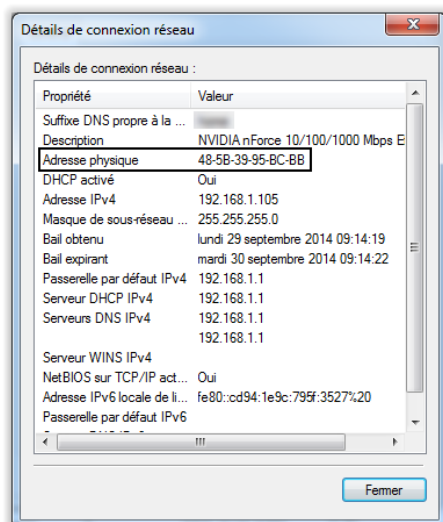 Détails de connexion réseau
Détails de connexion réseau :
Propriété Valeur
Suffixe DNS propre à la ...
Description NVIDIA nForce 10/100/1000 Mbps E
Adresse physique 48-5B-39-95-BC-BB
DHCP activé Oui
Adresse IPv4 192.168.1.105
Masque de sous-réseau ... 255.255.255.0
Bail obtenu lundi 29 septembre 2014 09:14:19
Bail expirant mardi 30 septembre 2014 09:14:22
Passerelle par défaut IPv4 192.168.1.1
Serveur DHCP IPv4 192.168.1.1
Serveurs DNS IPv4 192.168.1.1
192.168.1.1
Serveur WINS IPv4
NetBIOS sur TCP/IP act... Oui
Adresse IPv6 locale de li... fe80::cd94:1e9c:795f:3527%20
Passerelle par défaut IPv6
Fermer